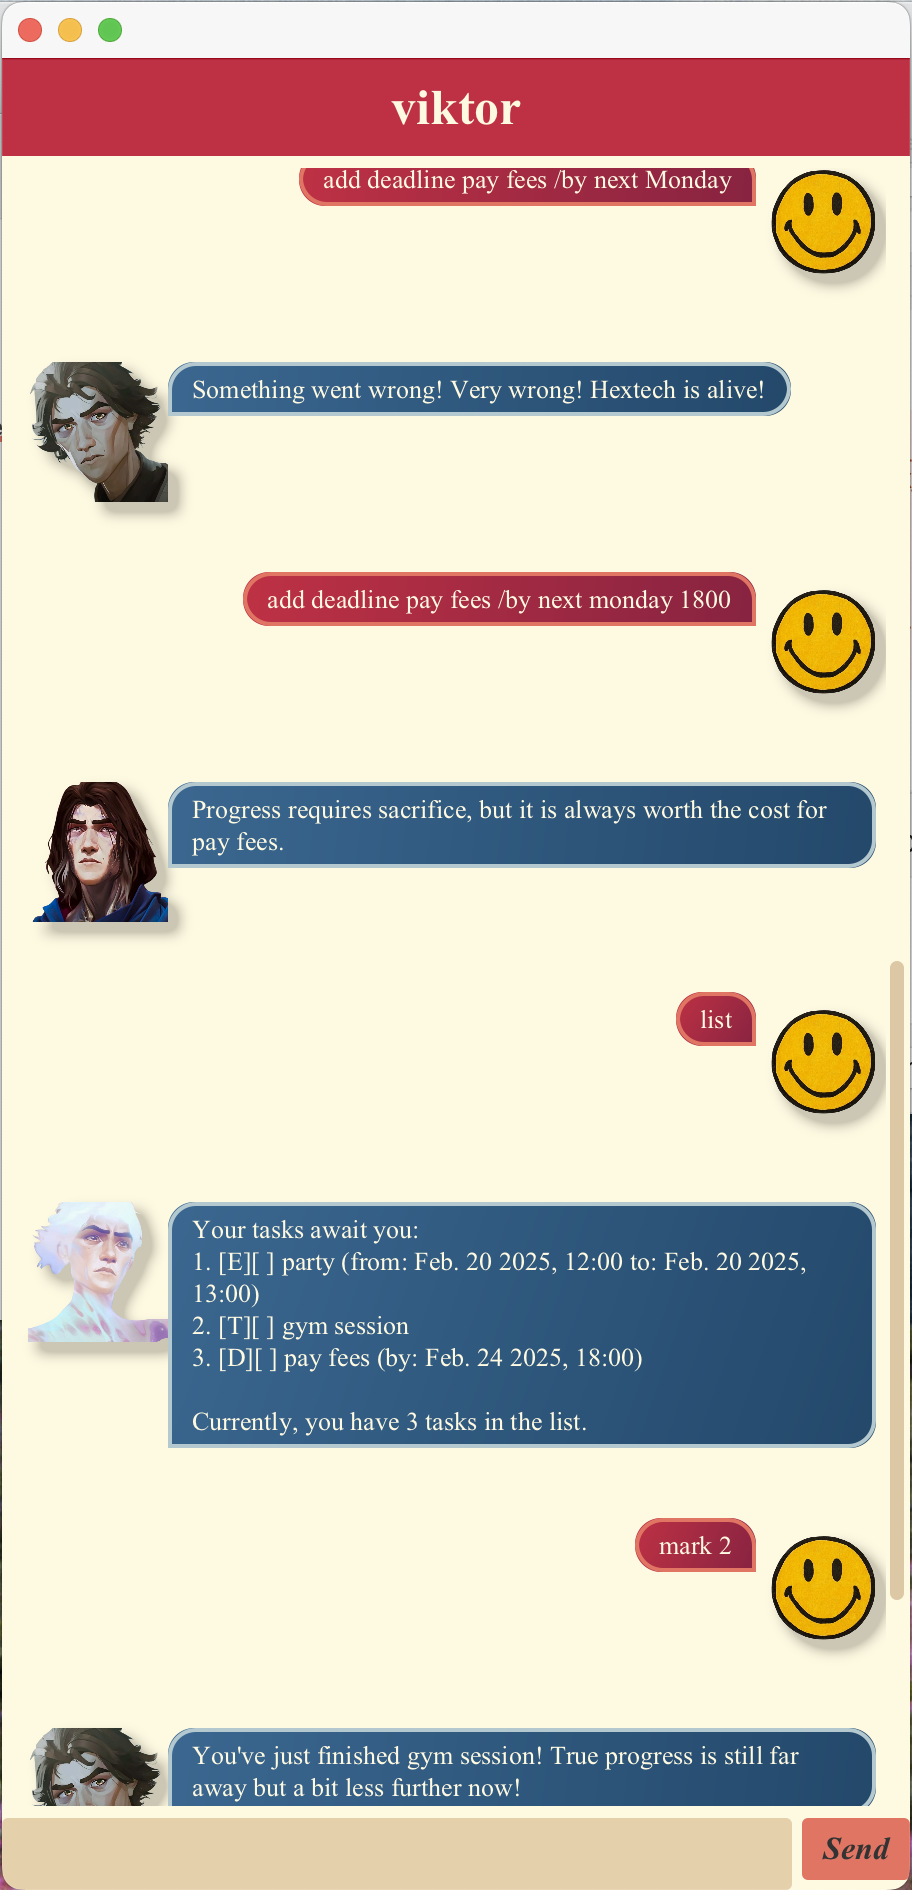 viktor
add deadline pay fees /by next Monday
Something went wrong! Very wrong! Hextech is alive!
add deadline pay fees /by next monday 1800
Progress requires sacrifice, but it is always worth the cost for
pay fees.
list
Your tasks await you:
1. [E][ ] party (from: Feb. 20 2025, 12:00 to: Feb. 20 2025,
13:00)
2. [T][ ] gym session
3. [D][ ] pay fees (by: Feb. 24 2025, 18:00)
Currently, you have 3 tasks in the list.
mark 2
You've just finished gym session! True progress is still far
away but a bit less further now!
Send